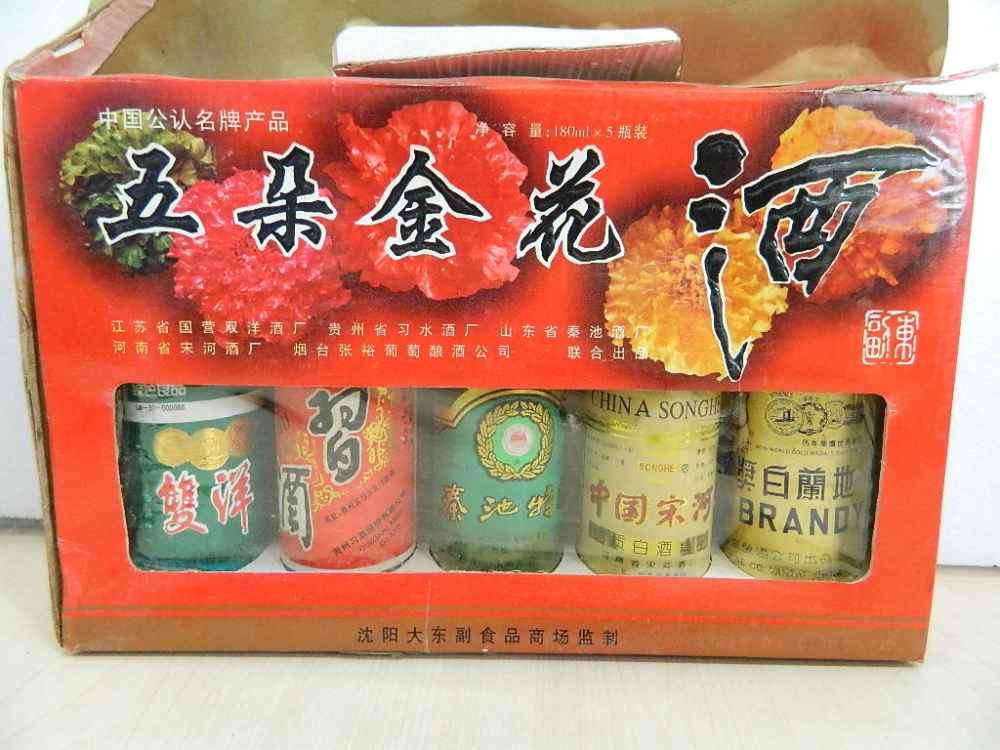 中国公认名牌产品
净 容 量:180ml×5瓶装
五朵金花酒
江苏省国营双洋酒厂 贵州省习水酒厂 山东省秦池酒厂
河南省宋河酒厂 烟台张裕葡萄酿酒公司 联合出
東
雙洋
習
酒
秦池特
CHINA SONGHE
SONGHE
中国宋河
白蘭地
BRANDY
沈阳大东副食品商场监制